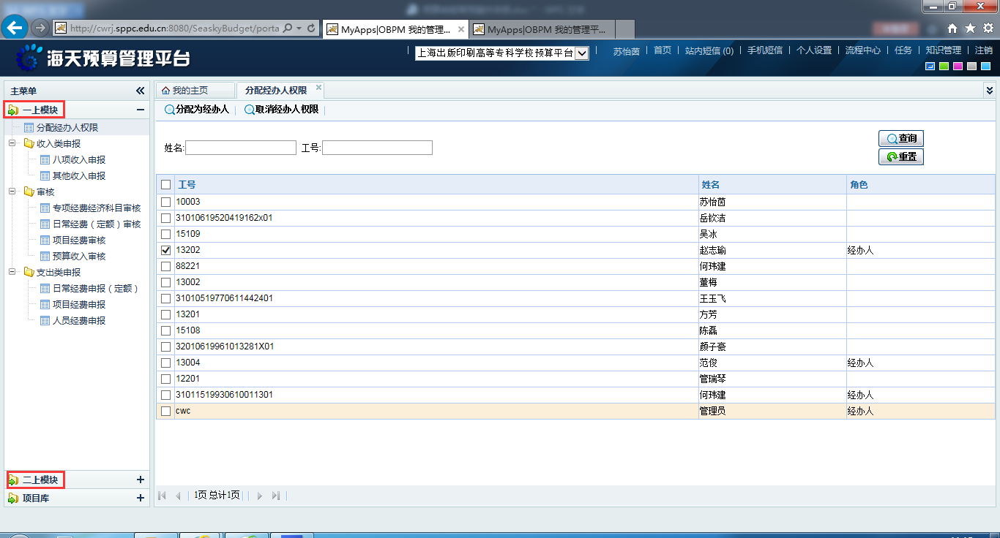 http://cwrj.sppc.edu.cn:8080/SeaskyBudget/porta
MyApps|OBPM 我的管理... MyApps|OBPM 我的管理平...
海天预算管理平台
上海出版印刷高等专科学校预算平台
苏怡茵 首页 站内短信 (0) 手机短信 个人设置 流程中心 任务 知识管理 注销
主菜单
一上模块
分配经办人权限
收入类申报
八项收入申报
其他收入申报
审核
专项经费经济科目审核
日常经费（定额）审核
项目经费审核
预算收入审核
支出类申报
日常经费申报（定额）
项目经费申报
人员经费申报
二上模块
项目库
我的主页 分配经办人权限
分配为经办人 取消经办人权限
姓名: 工号:
查询
重置
工号 姓名 角色
10003 苏怡茵
31010619520419162x01 岳钦洁
15109 吴冰
13202 赵志瑜 经办人
88221 何玮建
13002 董梅
31010519770611442401 王玉飞
13201 方芳
15108 陈磊
32010619961013281X01 颜子豪
13004 范俊 经办人
12201 管瑞琴
31011519930610011301 何玮建 经办人
cwc 管理员 经办人
1页 总计1页